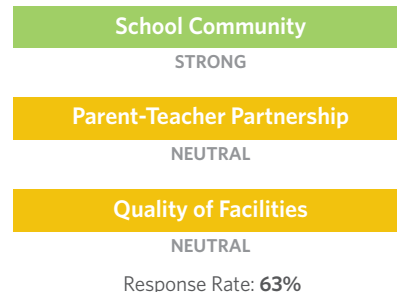 School Community
STRONG
Parent-Teacher Partnership
NEUTRAL
Quality of Facilities
NEUTRAL
Response Rate: 63%